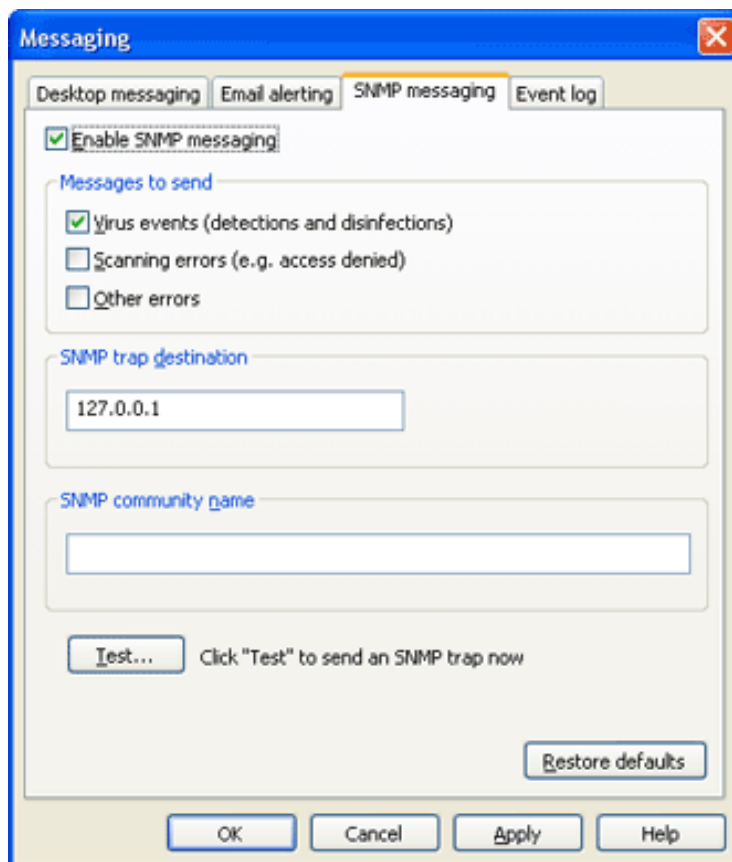 Messaging
Desktop messaging Email alerting SNMP messaging Event log
Enable SNMP messaging
Messages to send
Virus events (detections and disinfections)
Scanning errors (e.g. access denied)
Other errors
SNMP trap destination
127.0.0.1
SNMP community name
Test... Click "Test" to send an SNMP trap now
Restore defaults
OK Cancel Apply Help